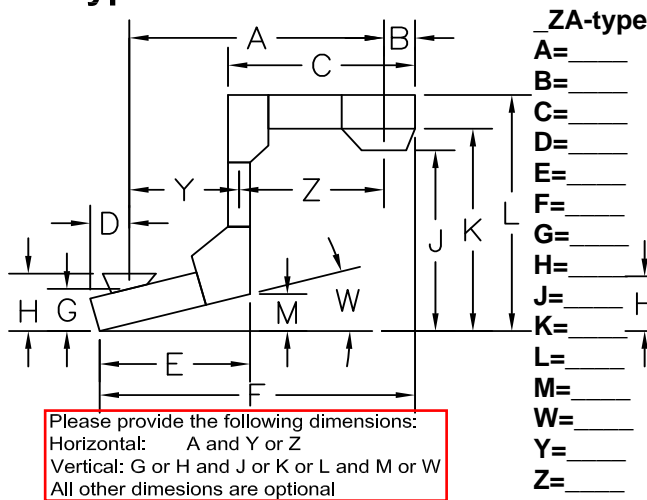 A
B
_ZA-type
C
A=____
B=____
C=____
D=____
E=____
F=____
G=____
H=____
J=____
K=____
L=____
M=____
W=____
Y=____
Z=____
Y
Z
D
J
K
L
H
G
M
W
H
E
F
Please provide the following dimensions:
Horizontal: A and Y or Z
Vertical: G or H and J or K or L and M or W
All other dimesions are optional